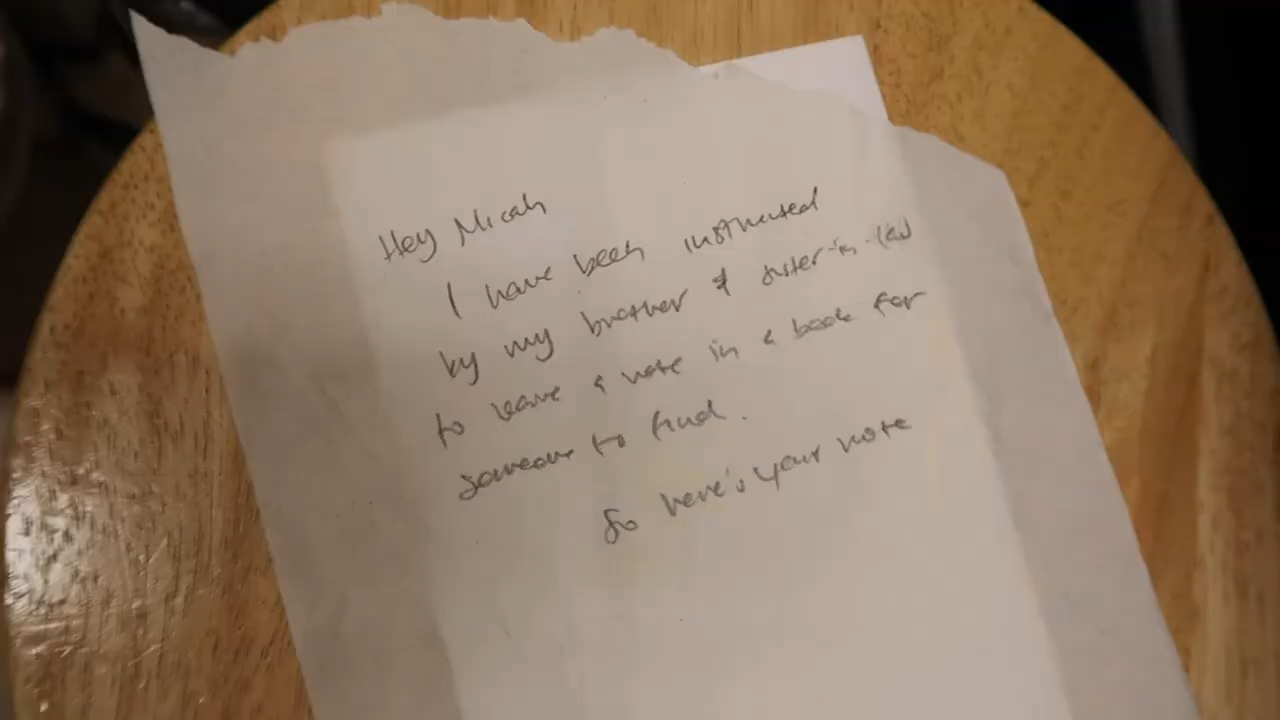 Hey Micah
I have been instructed
by my brother & sister-in-law
to leave a note in a book for
someone to find.
So here's your note